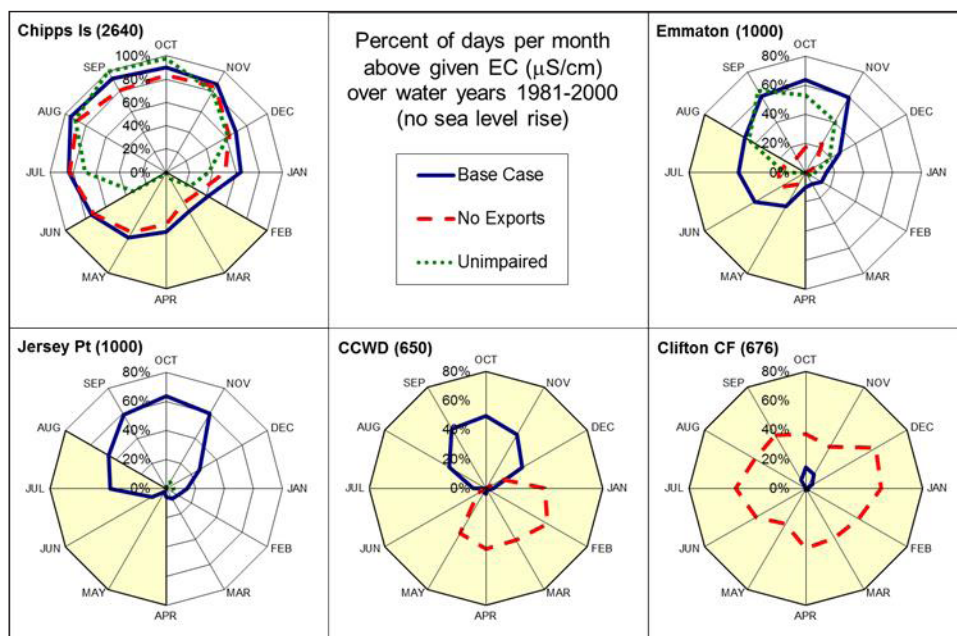 Chipps Is (2640)
OCT
NOV
DEC
JAN
FEB
MAR
APR
MAY
JUN
JUL
AUG
SEP
100%
80%
60%
40%
20%
0%
Percent of days per month
above given EC (μS/cm)
over water years 1981-2000
(no sea level rise)
Base Case
No Exports
Unimpaired
Emmaton (1000)
OCT
NOV
DEC
JAN
FEB
MAR
APR
MAY
JUN
JUL
AUG
SEP
80%
60%
40%
20%
0%
Jersey Pt (1000)
OCT
NOV
DEC
JAN
FEB
MAR
APR
MAY
JUN
JUL
AUG
SEP
80%
60%
40%
20%
0%
CCWD (650)
OCT
NOV
DEC
JAN
FEB
MAR
APR
MAY
JUN
JUL
AUG
SEP
80%
60%
40%
20%
0%
Clifton CF (676)
OCT
NOV
DEC
JAN
FEB
MAR
APR
MAY
JUN
JUL
AUG
SEP
80%
60%
40%
20%
0%